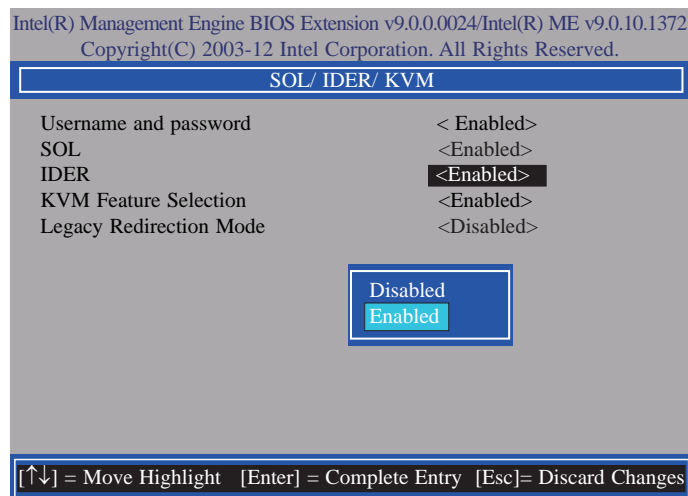 Intel(R) Management Engine BIOS Extension v9.0.0.0024/Intel(R) ME v9.0.10.1372
Copyright(C) 2003-12 Intel Corporation. All Rights Reserved.
SOL/ IDER/ KVM
Username and password < Enabled>
SOL <Enabled>
IDER <Enabled>
KVM Feature Selection <Enabled>
Legacy Redirection Mode <Disabled>
Disabled
Enabled
[↑↓] = Move Highlight [Enter] = Complete Entry [Esc]= Discard Changes